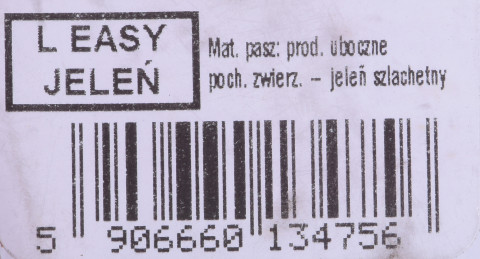 L EASY
JELEŃ
Mat. pasz: prod. uboczne
poch. zwierz. – jeleń szlachetny
5 906660 134756